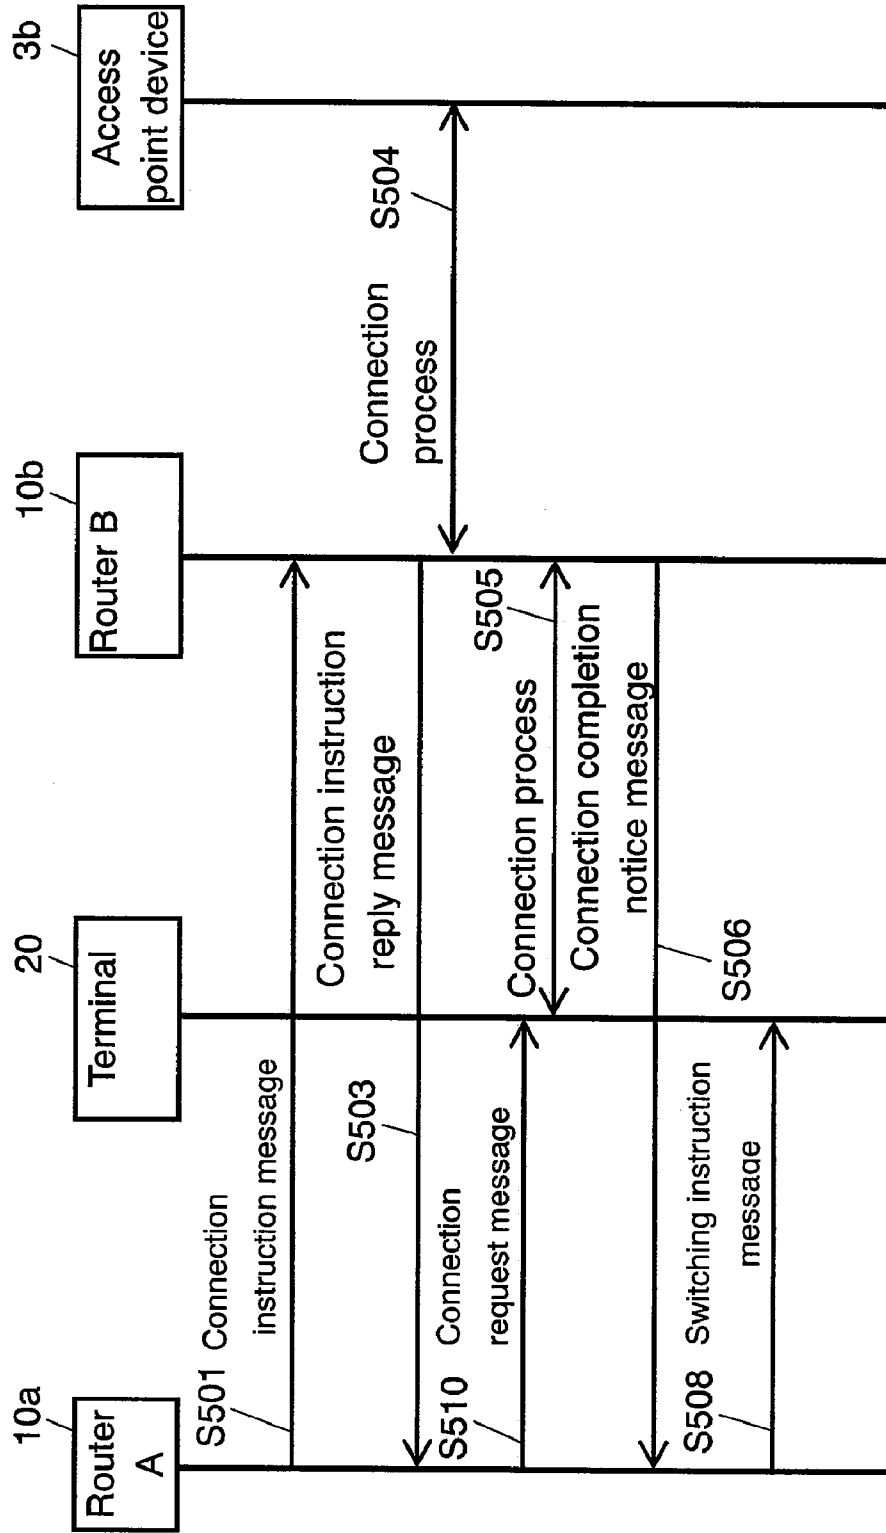 10a
Router
A
20
Terminal
10b
Router B
3b
Access
point device
S501
Connection
instruction message
Connection instruction
reply message
S503
Connection
process
S504
S510
Connection
request message
Connection process
S505
Connection completion
notice message
S506
S508
Switching instruction
message